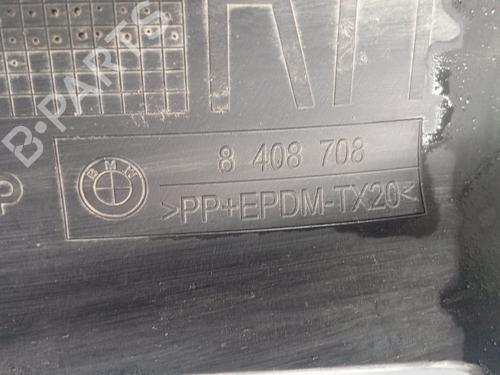 B-PARTS
8 408 708
BMW
>PP+EPDM-TX20<
P